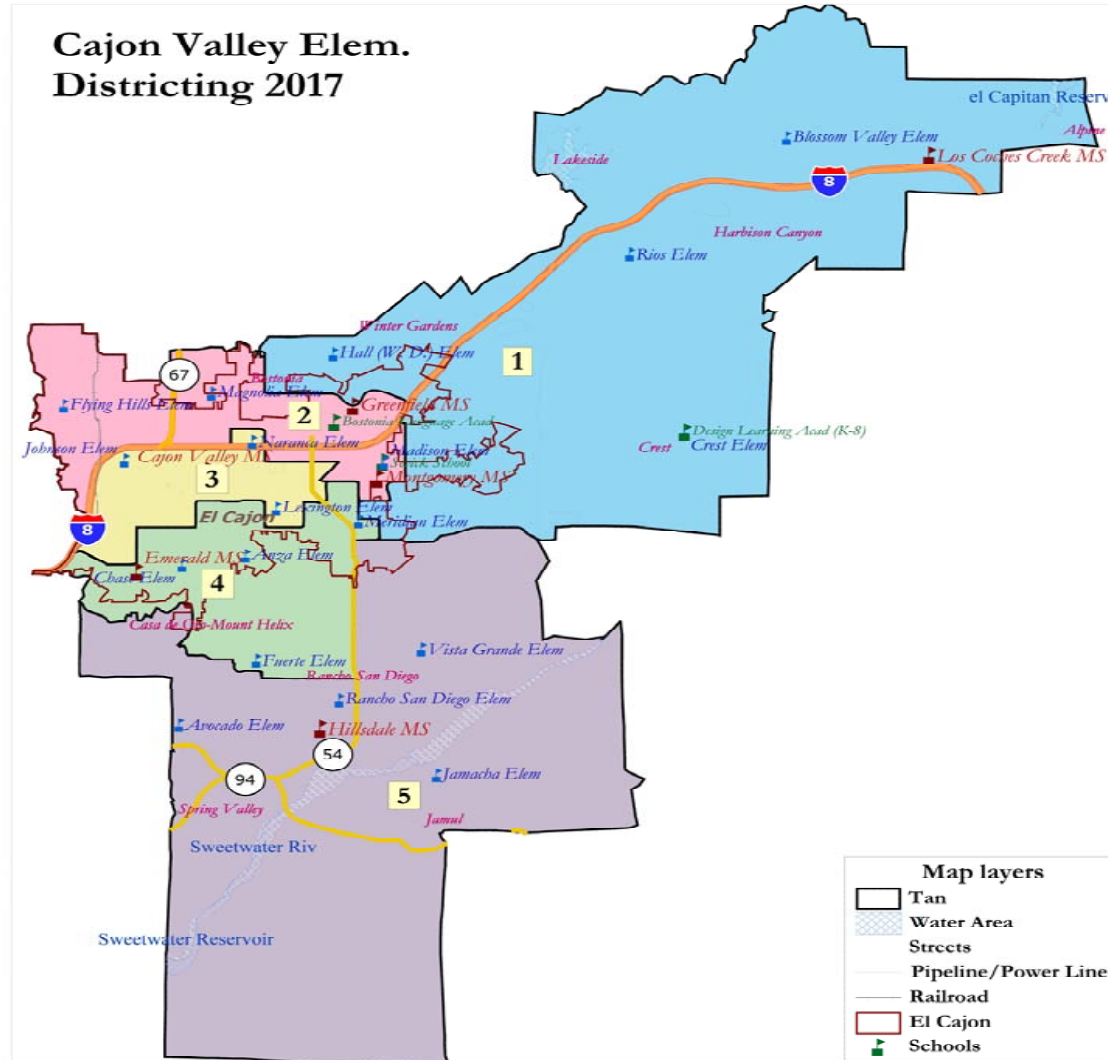 Cajon Valley Elem.
Districting 2017
el Capitan Reserv
Alpine
Blossom Valley Elem
Los Coches Creek MS
Lakeside
8
Harbison Canyon
Rios Elem
Winter Gardens
Hall (W. D.) Elem
1
67
Bostonia
Magnolia Elem
Flying Hills Elem
Greenfield MS
2
Bostonia Language Acad
Design Learning Acad (K-8)
Crest
Crest Elem
Johnson Elem
Naranca Elem
Madison Elem
Cajon Valley MS
School
3
Montgomery MS
Lexington Elem
El Cajon
Meridian Elem
8
Emerald MS
Anza Elem
Chase Elem
4
Casa de Oro-Mount Helix
Vista Grande Elem
Fuerte Elem
Rancho San Diego
Rancho San Diego Elem
Avocado Elem
Hillsdale MS
54
94
Jamacha Elem
5
Spring Valley
Jamul
Sweetwater Riv
Sweetwater Reservoir
Map layers
Tan
Water Area
Streets
Pipeline/Power Line
Railroad
El Cajon
Schools